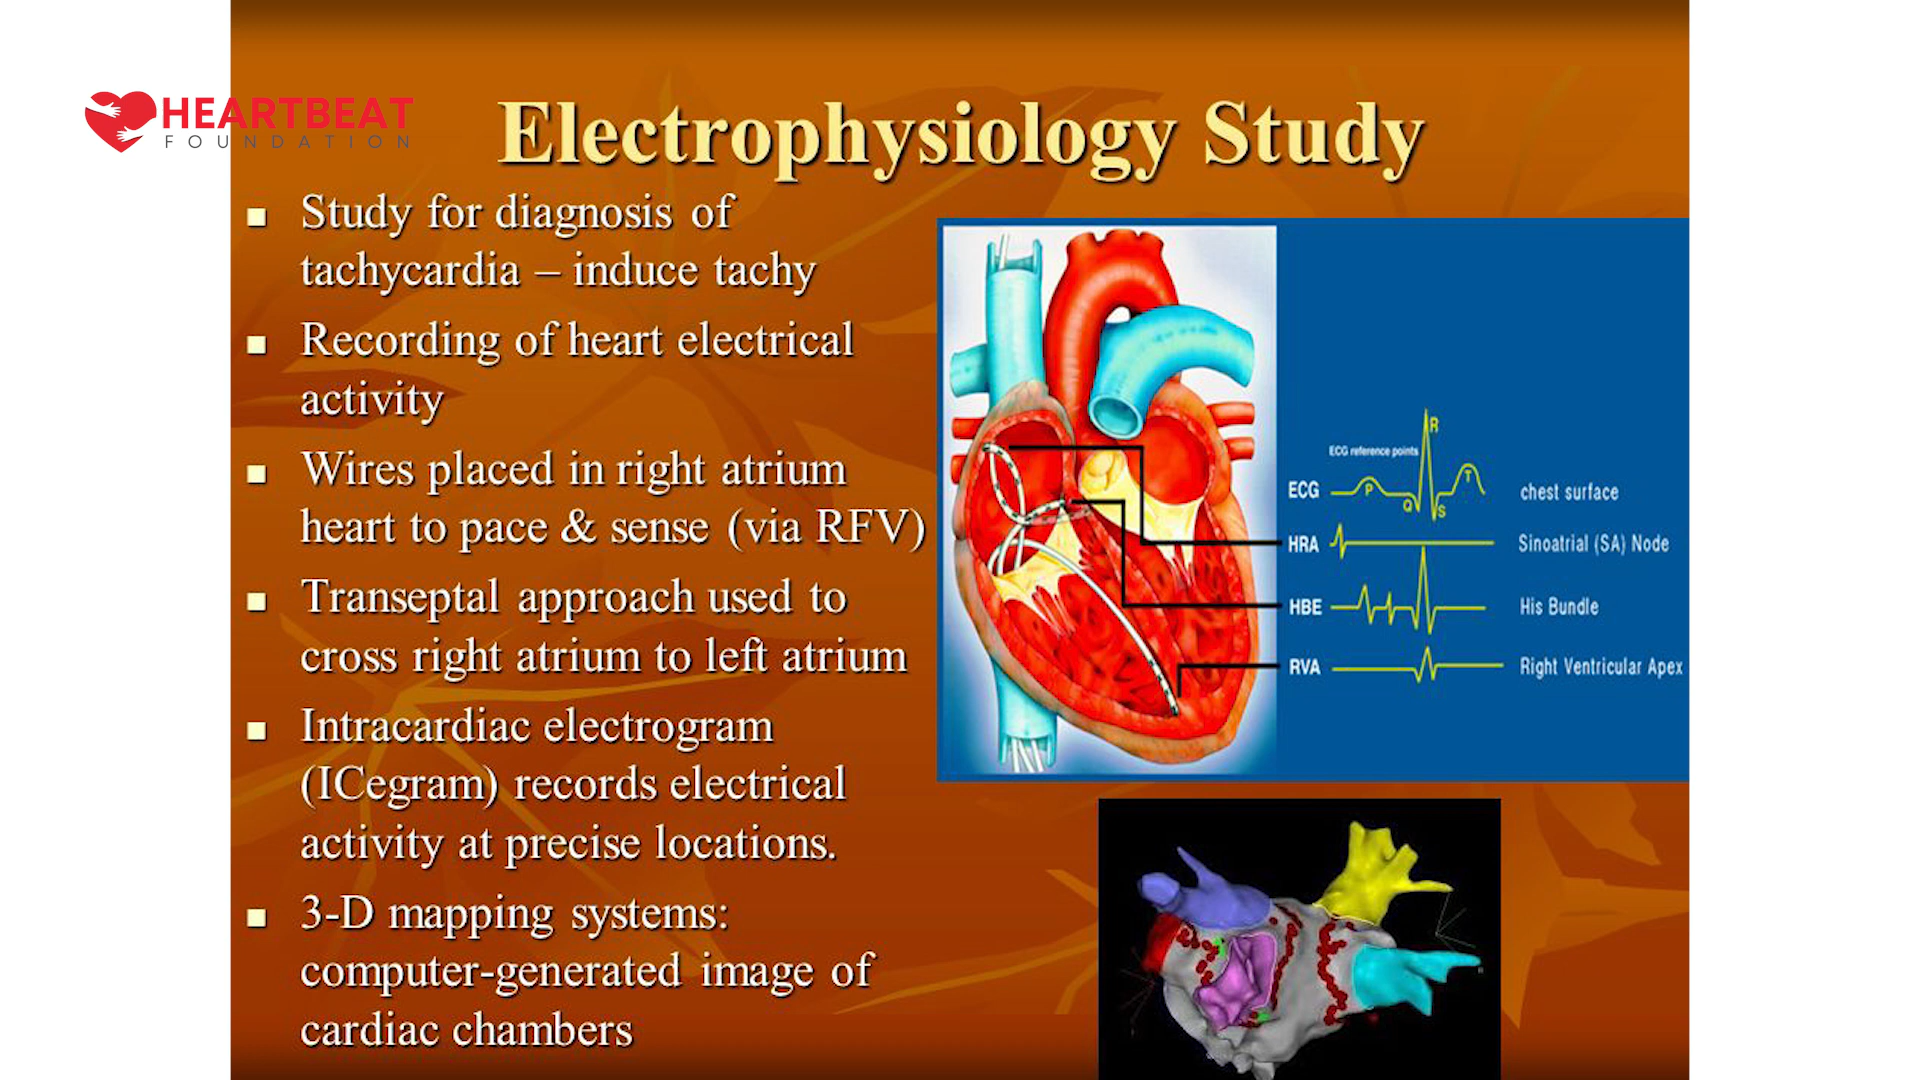 HEARTBEAT
FOUNDATION
Electrophysiology Study
Study for diagnosis of
tachycardia – induce tachy
Recording of heart electrical
activity
Wires placed in right atrium
heart to pace & sense (via RFV)
Transeptal approach used to
cross right atrium to left atrium
Intracardiac electrogram
(ICegram) records electrical
activity at precise locations.
3-D mapping systems:
computer-generated image of
cardiac chambers
ECG reference points
R
ECG
P
Q
S
T
chest surface
HRA
Sinoatrial (SA) Node
HBE
His Bundle
RVA
Right Ventricular Apex